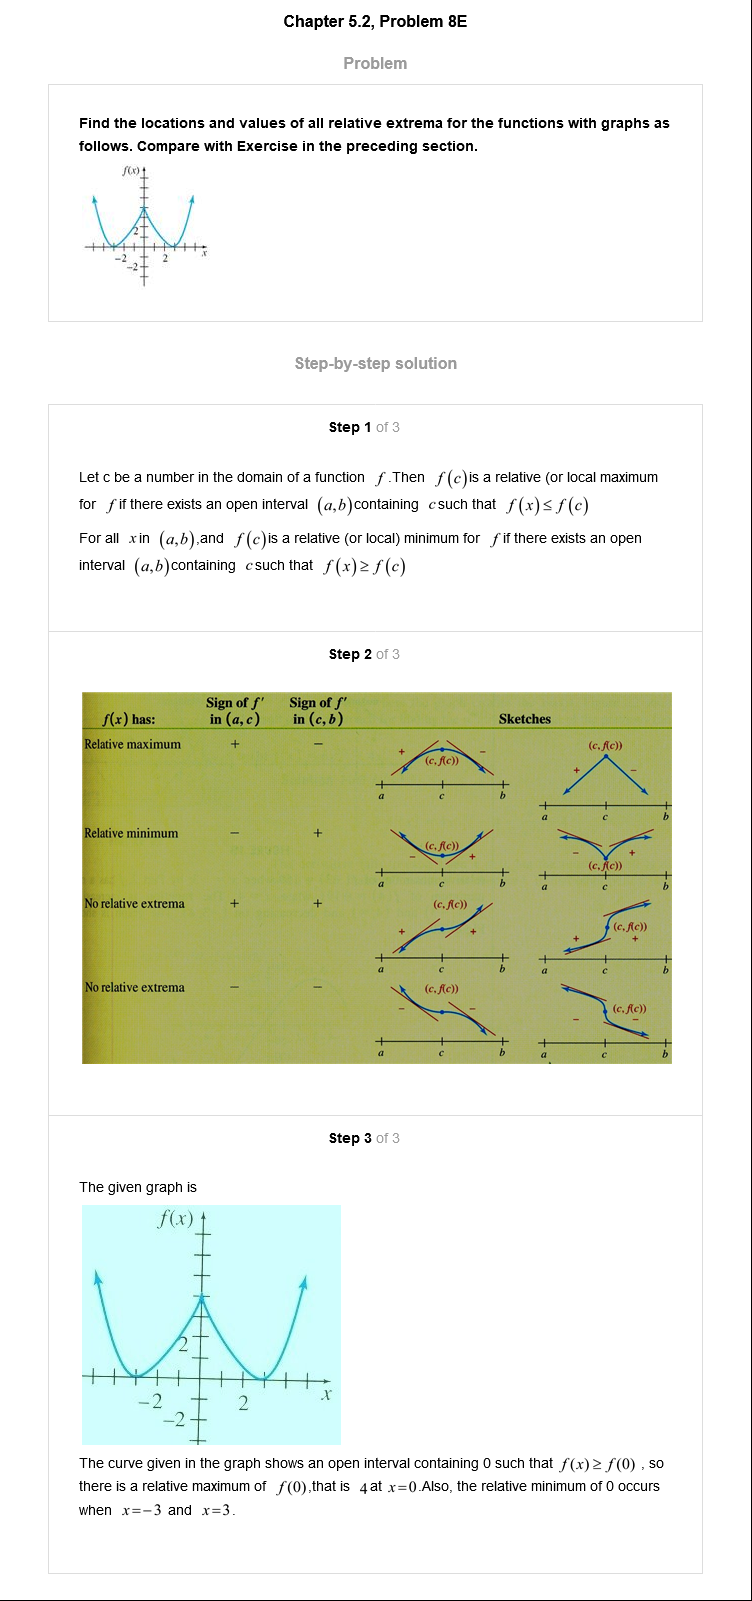 Chapter 5.2, Problem 8E
Problem
Find the locations and values of all relative extrema for the functions with graphs as
follows. Compare with Exercise in the preceding section.
f(x)
2
−2
2
x
−2
Step-by-step solution
Step 1 of 3
Let c be a number in the domain of a function f .Then f(c)is a relative (or local maximum
for f if there exists an open interval (a,b)containing c such that f(x)≤f(c)
For all x in (a,b),and f(c)is a relative (or local) minimum for f if there exists an open
interval (a,b)containing c such that f(x)≥f(c)
Step 2 of 3
Sign of f′ Sign of f′
f(x) has: in (a, c) in (c, b) Sketches
Relative maximum + −
+ − (c, f(c))
a c b
(c, f(c))
+ −
a c b
Relative minimum − +
(c, f(c))
− +
a c b
− +
(c, f(c))
a c b
No relative extrema + +
(c, f(c))
+ +
a c b
(c, f(c))
+ +
a c b
No relative extrema − −
(c, f(c))
− −
a c b
(c, f(c))
− −
a c b
Step 3 of 3
The given graph is
f(x)
2
−2 2 x
−2
The curve given in the graph shows an open interval containing 0 such that f(x)≥f(0) , so
there is a relative maximum of f(0),that is 4 at x=0.Also, the relative minimum of 0 occurs
when x=−3 and x=3.